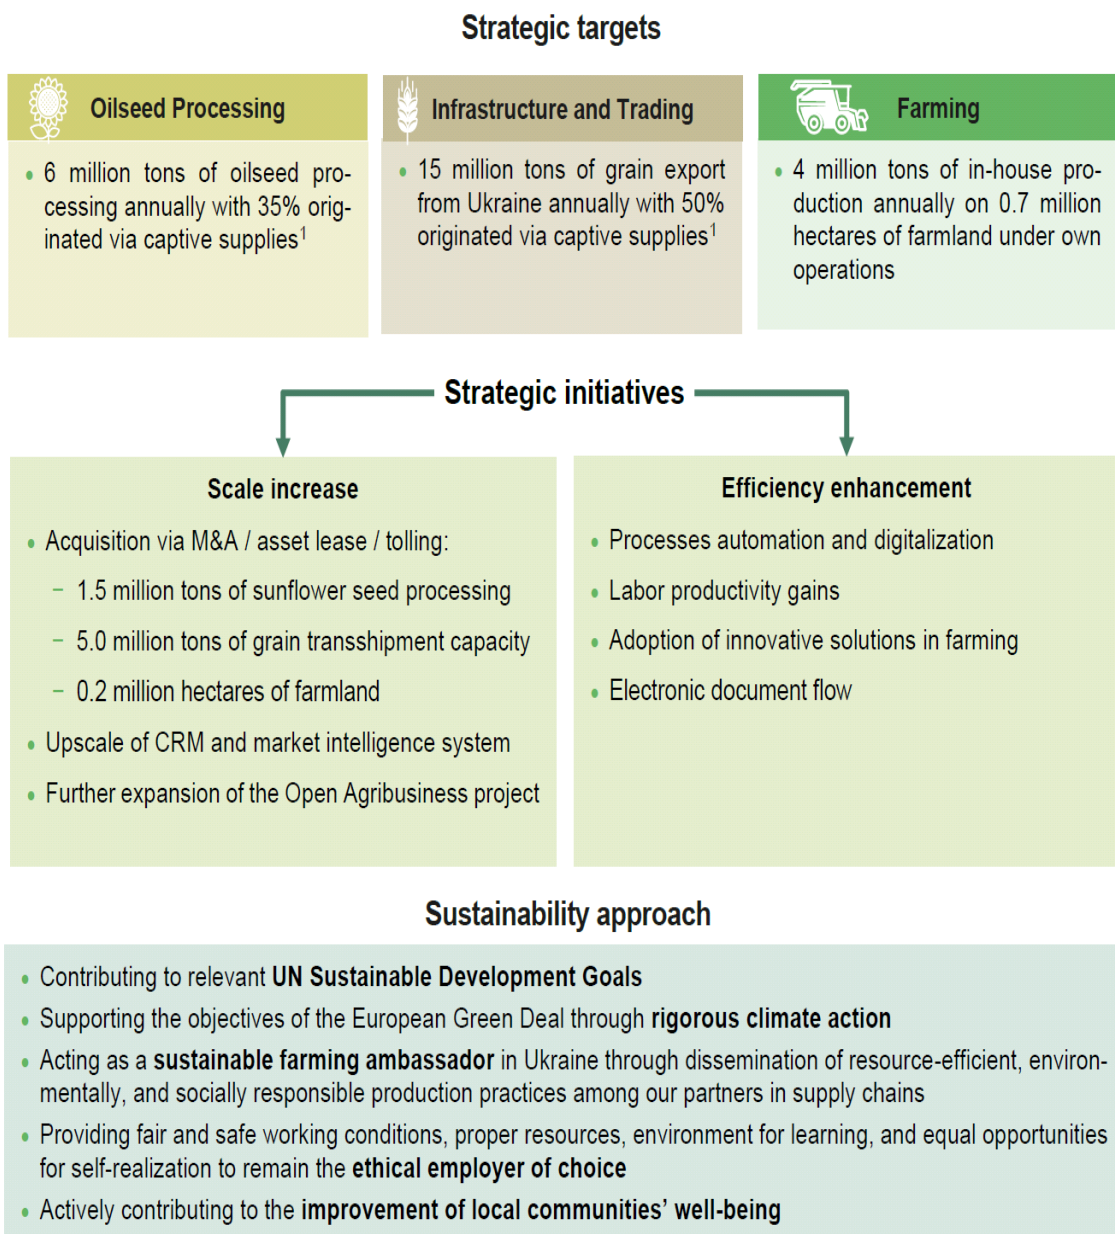 Strategic targets
Oilseed Processing
• 6 million tons of oilseed pro-
cessing annually with 35% orig-
inated via captive supplies¹
Infrastructure and Trading
• 15 million tons of grain export
from Ukraine annually with 50%
originated via captive supplies¹
Farming
• 4 million tons of in-house pro-
duction annually on 0.7 million
hectares of farmland under own
operations
Strategic initiatives
Scale increase
• Acquisition via M&A / asset lease / tolling:
– 1.5 million tons of sunflower seed processing
– 5.0 million tons of grain transshipment capacity
– 0.2 million hectares of farmland
• Upscale of CRM and market intelligence system
• Further expansion of the Open Agribusiness project
Efficiency enhancement
• Processes automation and digitalization
• Labor productivity gains
• Adoption of innovative solutions in farming
• Electronic document flow
Sustainability approach
• Contributing to relevant UN Sustainable Development Goals
• Supporting the objectives of the European Green Deal through rigorous climate action
• Acting as a sustainable farming ambassador in Ukraine through dissemination of resource-efficient, environ-
mentally, and socially responsible production practices among our partners in supply chains
• Providing fair and safe working conditions, proper resources, environment for learning, and equal opportunities
for self-realization to remain the ethical employer of choice
• Actively contributing to the improvement of local communities’ well-being